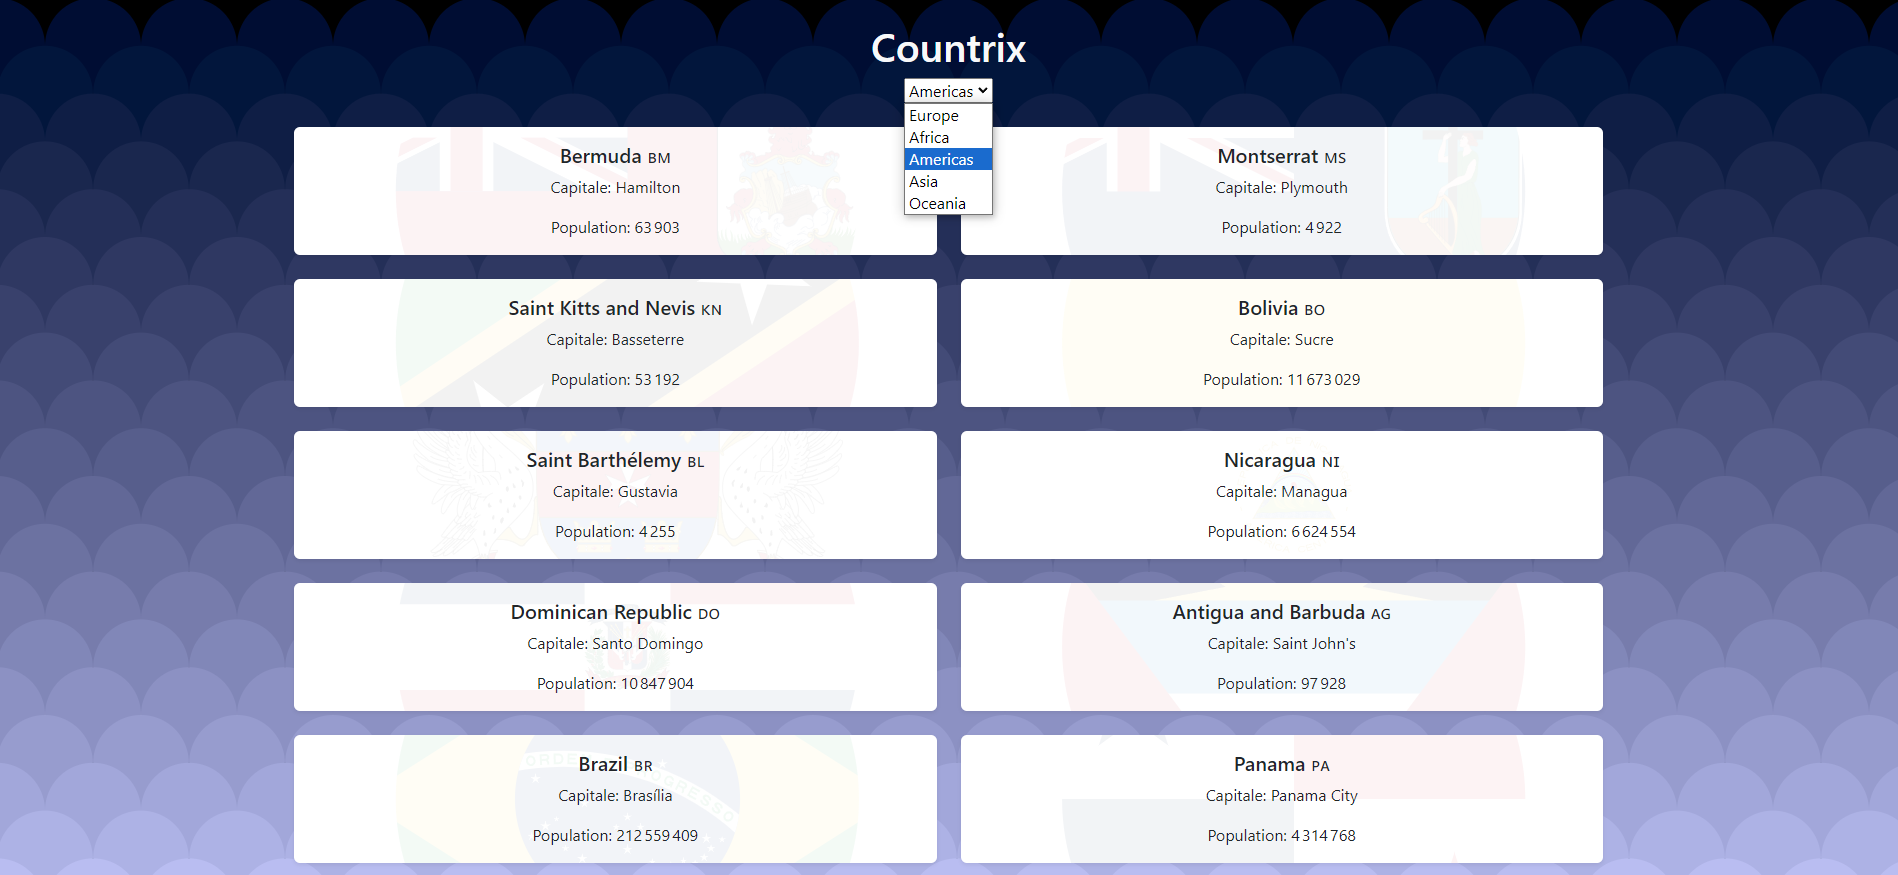 Countrix
Americas
Europe
Africa
Americas
Asia
Oceania
Bermuda BM
Capitale: Hamilton
Population: 63 903
Montserrat MS
Capitale: Plymouth
Population: 4 922
Saint Kitts and Nevis KN
Capitale: Basseterre
Population: 53 192
Bolivia BO
Capitale: Sucre
Population: 11 673 029
Saint Barthélemy BL
Capitale: Gustavia
Population: 4 255
Nicaragua NI
Capitale: Managua
Population: 6 624 554
Dominican Republic DO
Capitale: Santo Domingo
Population: 10 847 904
Antigua and Barbuda AG
Capitale: Saint John's
Population: 97 928
Brazil BR
Capitale: Brasília
Population: 212 559 409
Panama PA
Capitale: Panama City
Population: 4 314 768